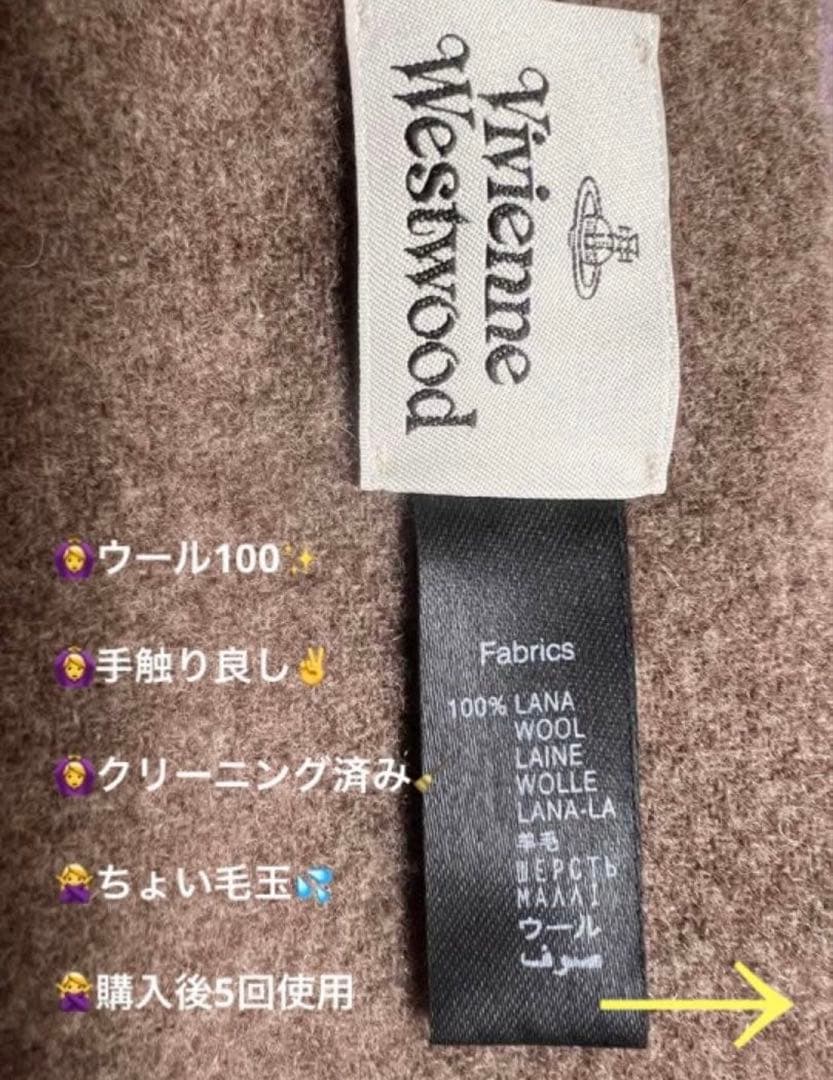 Vivienne
Westwood
🙆‍♀️ウール100✨
🙆‍♀️手触り良し✌️
🙆‍♀️クリーニング済み🧹
🙅‍♀️ちょい毛玉💦
🙅‍♀️購入後5回使用
Fabrics
100% LANA
WOOL
LAINE
WOLLE
LANA-LA
羊毛
ШЕРСТЬ
ΜΑΛΛΙ
ウール
صوف